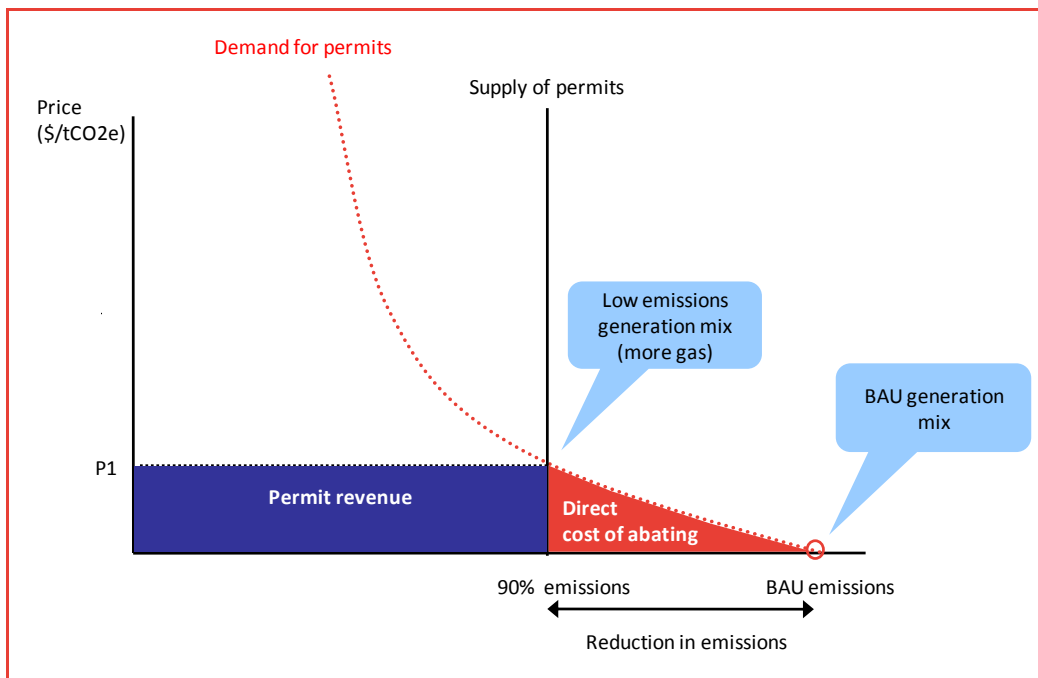 Demand for permits
Supply of permits
Price
($/tCO2e)
Low emissions
generation mix
(more gas)
BAU generation
mix
P1
Permit revenue
Direct
cost of abating
90% emissions
BAU emissions
Reduction in emissions